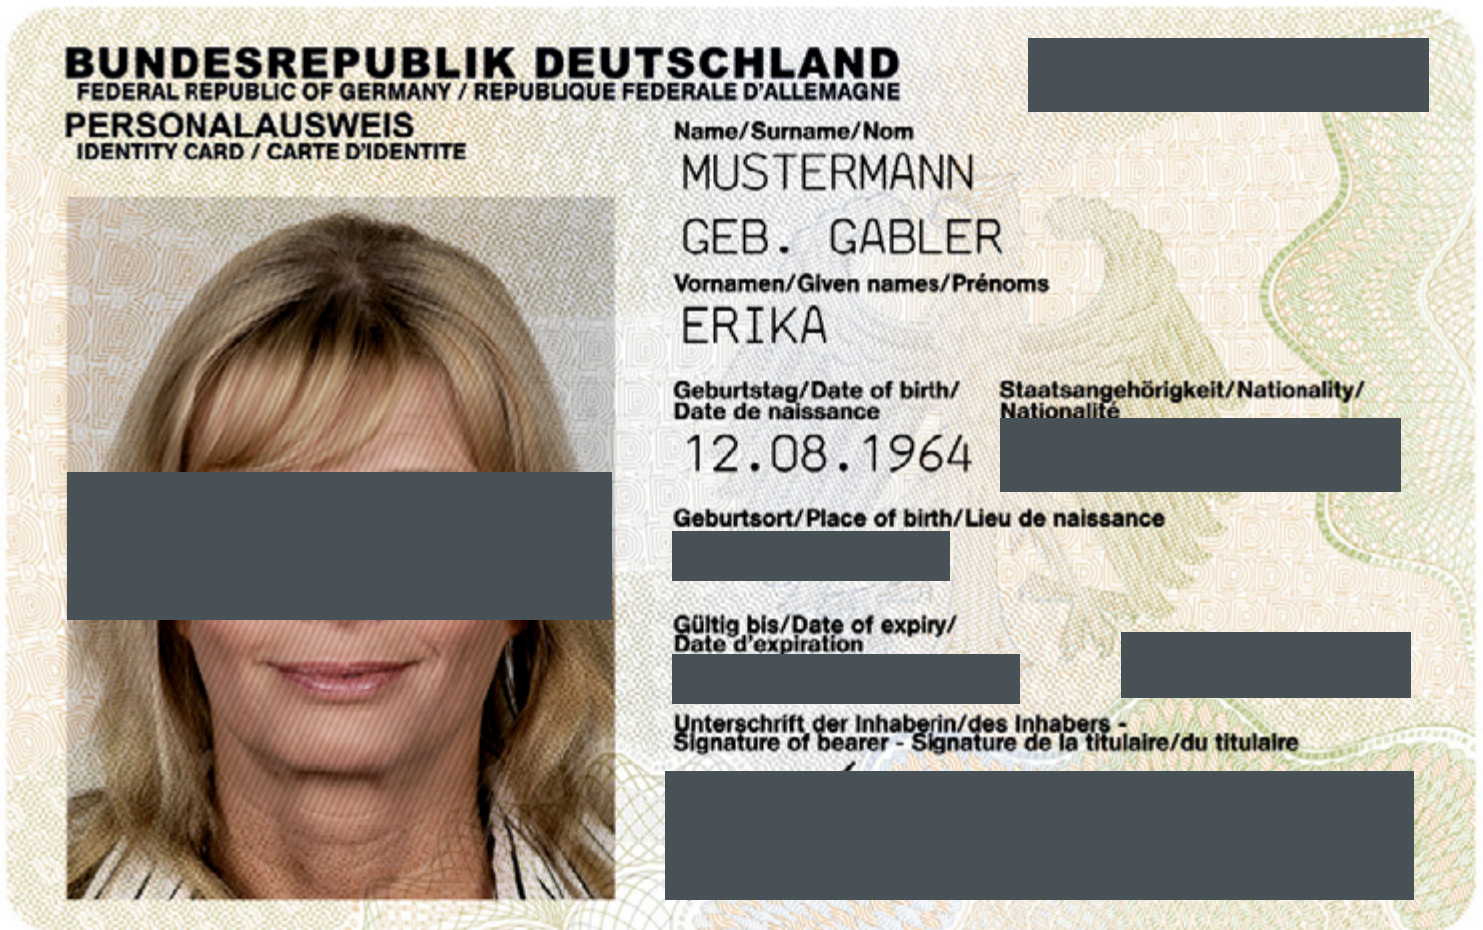 BUNDESREPUBLIK DEUTSCHLAND
FEDERAL REPUBLIC OF GERMANY / REPUBLIQUE FEDERALE D'ALLEMAGNE
PERSONALAUSWEIS
IDENTITY CARD / CARTE D'IDENTITE
Name/Surname/Nom
MUSTERMANN
GEB. GABLER
Vornamen/Given names/Prénoms
ERIKA
Geburtstag/Date of birth/
Date de naissance
12.08.1964
Staatsangehörigkeit/Nationality/
Nationalité
Geburtsort/Place of birth/Lieu de naissance
Gültig bis/Date of expiry/
Date d'expiration
Unterschrift der Inhaberin/des Inhabers -
Signature of bearer - Signature de la titulaire/du titulaire